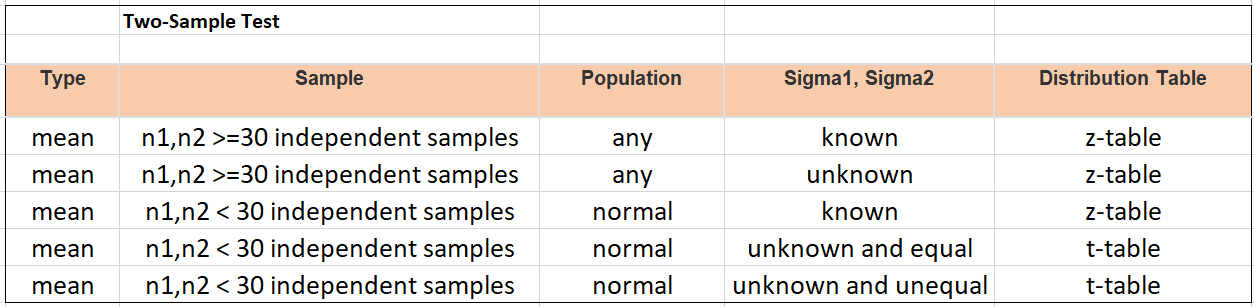 Two-Sample Test
Type Sample Population Sigma1, Sigma2 Distribution Table
mean n1,n2 >=30 independent samples any known z-table
mean n1,n2 >=30 independent samples any unknown z-table
mean n1,n2 < 30 independent samples normal known z-table
mean n1,n2 < 30 independent samples normal unknown and equal t-table
mean n1,n2 < 30 independent samples normal unknown and unequal t-table